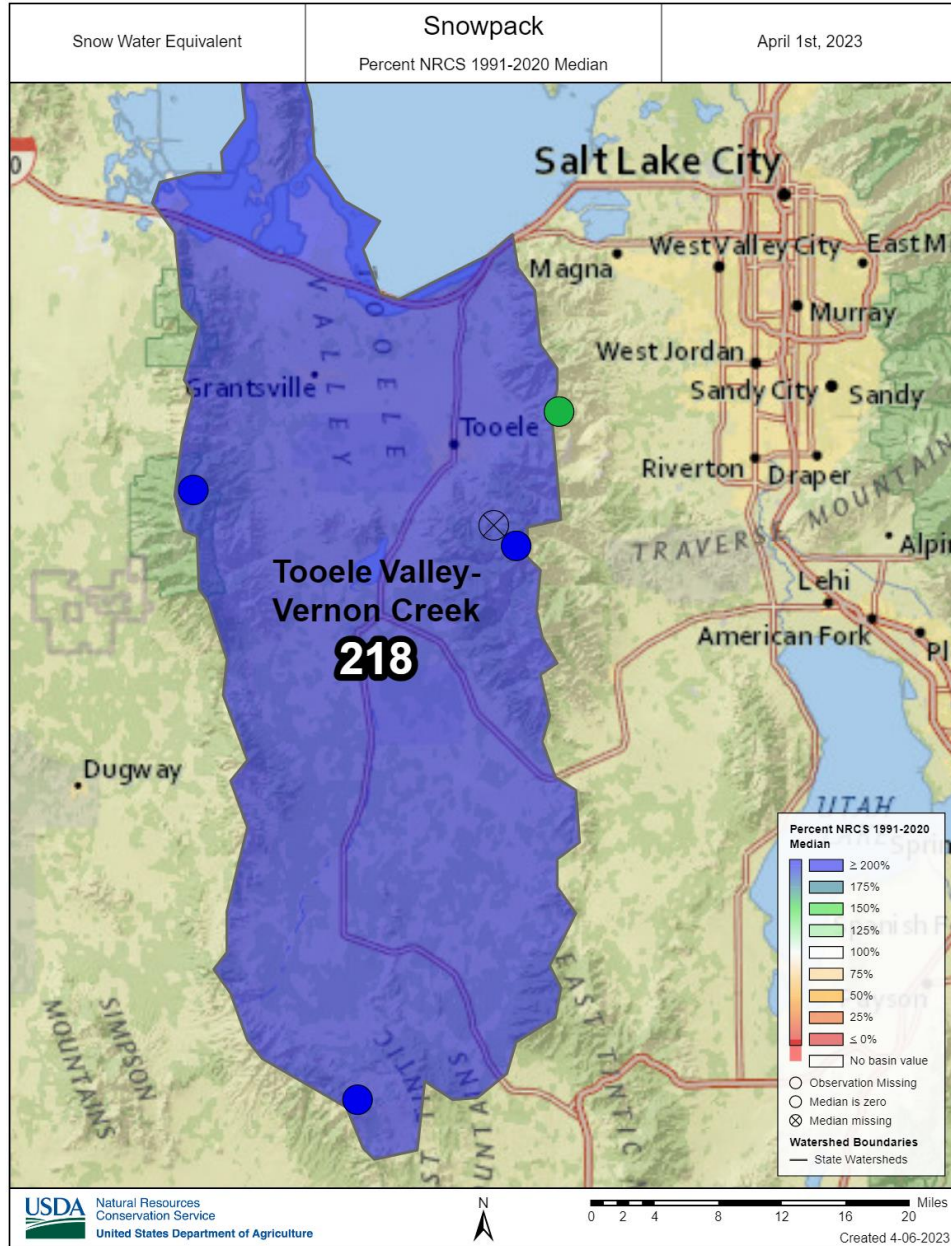 Snow Water Equivalent
Snowpack
Percent NRCS 1991-2020 Median
April 1st, 2023
0
Salt Lake City
West Valley City
East M
Magna
Murray
West Jordan
Sandy City
Sandy
Riverton
Draper
TOOELE
VALLEY
Grantsville
Tooele
TRAVERSE MOUNTAIN
Alpin
Lehi
American Fork
Pl
Tooele Valley-
Vernon Creek
218
Dugway
UTAH
SIMPSON
MOUNTAINS
EAST TINTIC
Percent NRCS 1991-2020
Median
≥ 200%
175%
150%
125%
100%
75%
50%
25%
≤ 0%
No basin value
Observation Missing
Median is zero
Median missing
Watershed Boundaries
State Watersheds
USDA
Natural Resources
Conservation Service
United States Department of Agriculture
N
Miles
0 2 4 8 12 16 20
Created 4-06-2023